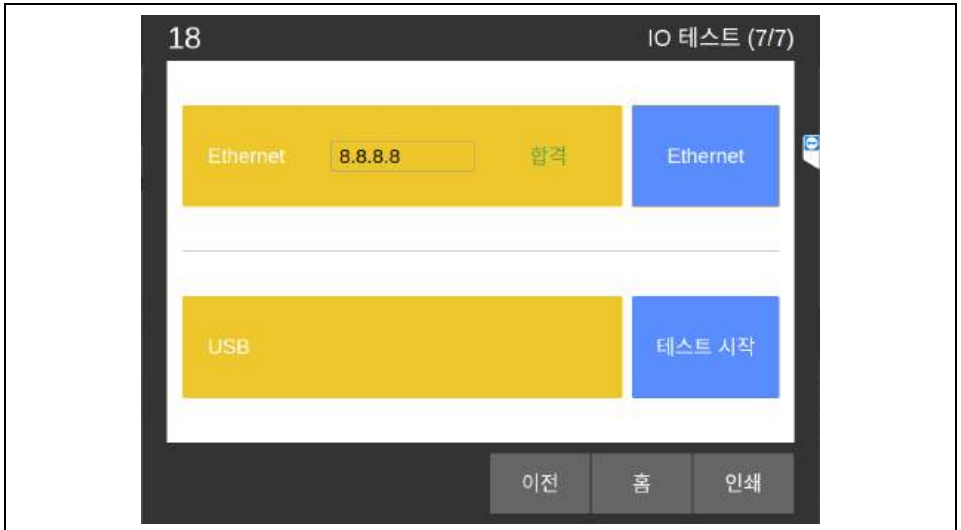 18 IO 테스트 (7/7)
Ethernet 8.8.8.8 합격 Ethernet
USB 테스트 시작
이전 홈 인쇄